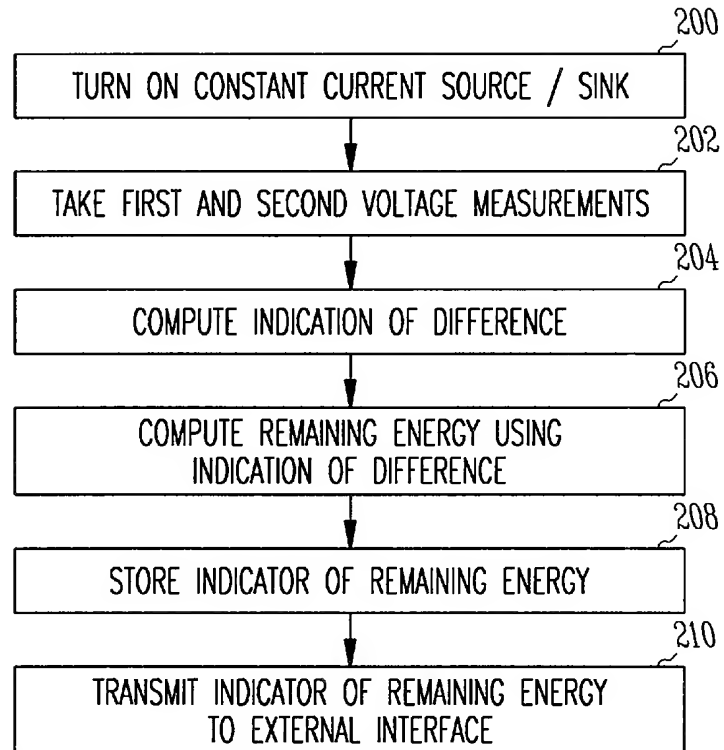 200
TURN ON CONSTANT CURRENT SOURCE / SINK
202
TAKE FIRST AND SECOND VOLTAGE MEASUREMENTS
204
COMPUTE INDICATION OF DIFFERENCE
206
COMPUTE REMAINING ENERGY USING
INDICATION OF DIFFERENCE
208
STORE INDICATOR OF REMAINING ENERGY
210
TRANSMIT INDICATOR OF REMAINING ENERGY
TO EXTERNAL INTERFACE